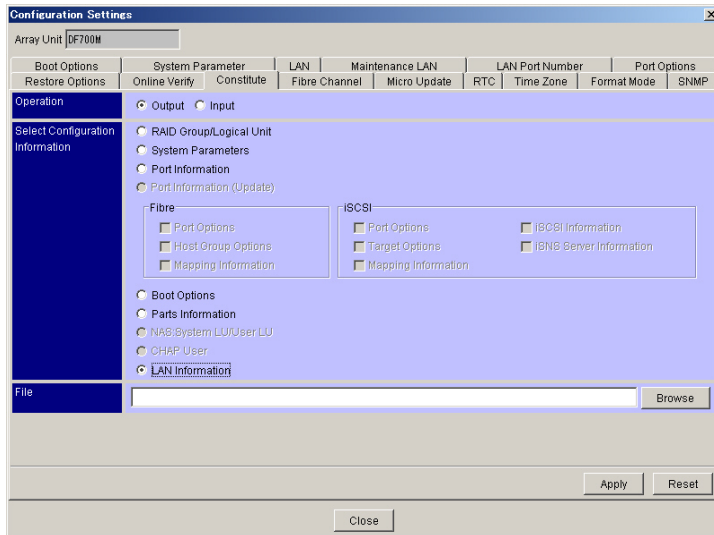 Configuration Settings
Array Unit DF700M
Boot Options System Parameter LAN Maintenance LAN LAN Port Number Port Options
Restore Options Online Verify Constitute Fibre Channel Micro Update RTC Time Zone Format Mode SNMP
Operation
Output Input
Select Configuration Information
RAID Group/Logical Unit
System Parameters
Port Information
Port Information (Update)
Fibre
Port Options
Host Group Options
Mapping Information
iSCSI
Port Options iSCSI Information
Target Options iSNS Server Information
Mapping Information
Boot Options
Parts Information
NAS:System LU/User LU
CHAP User
LAN Information
File
Browse
Apply Reset
Close